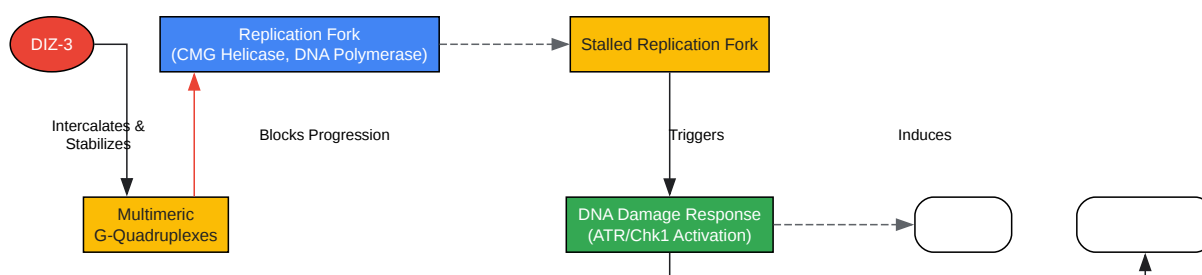 DIZ-3
Replication Fork
(CMG Helicase, DNA Polymerase)
Stalled Replication Fork
Intercalates &
Stabilizes
Blocks Progression
Triggers
Induces
Multimeric
G-Quadruplexes
DNA Damage Response
(ATR/Chk1 Activation)